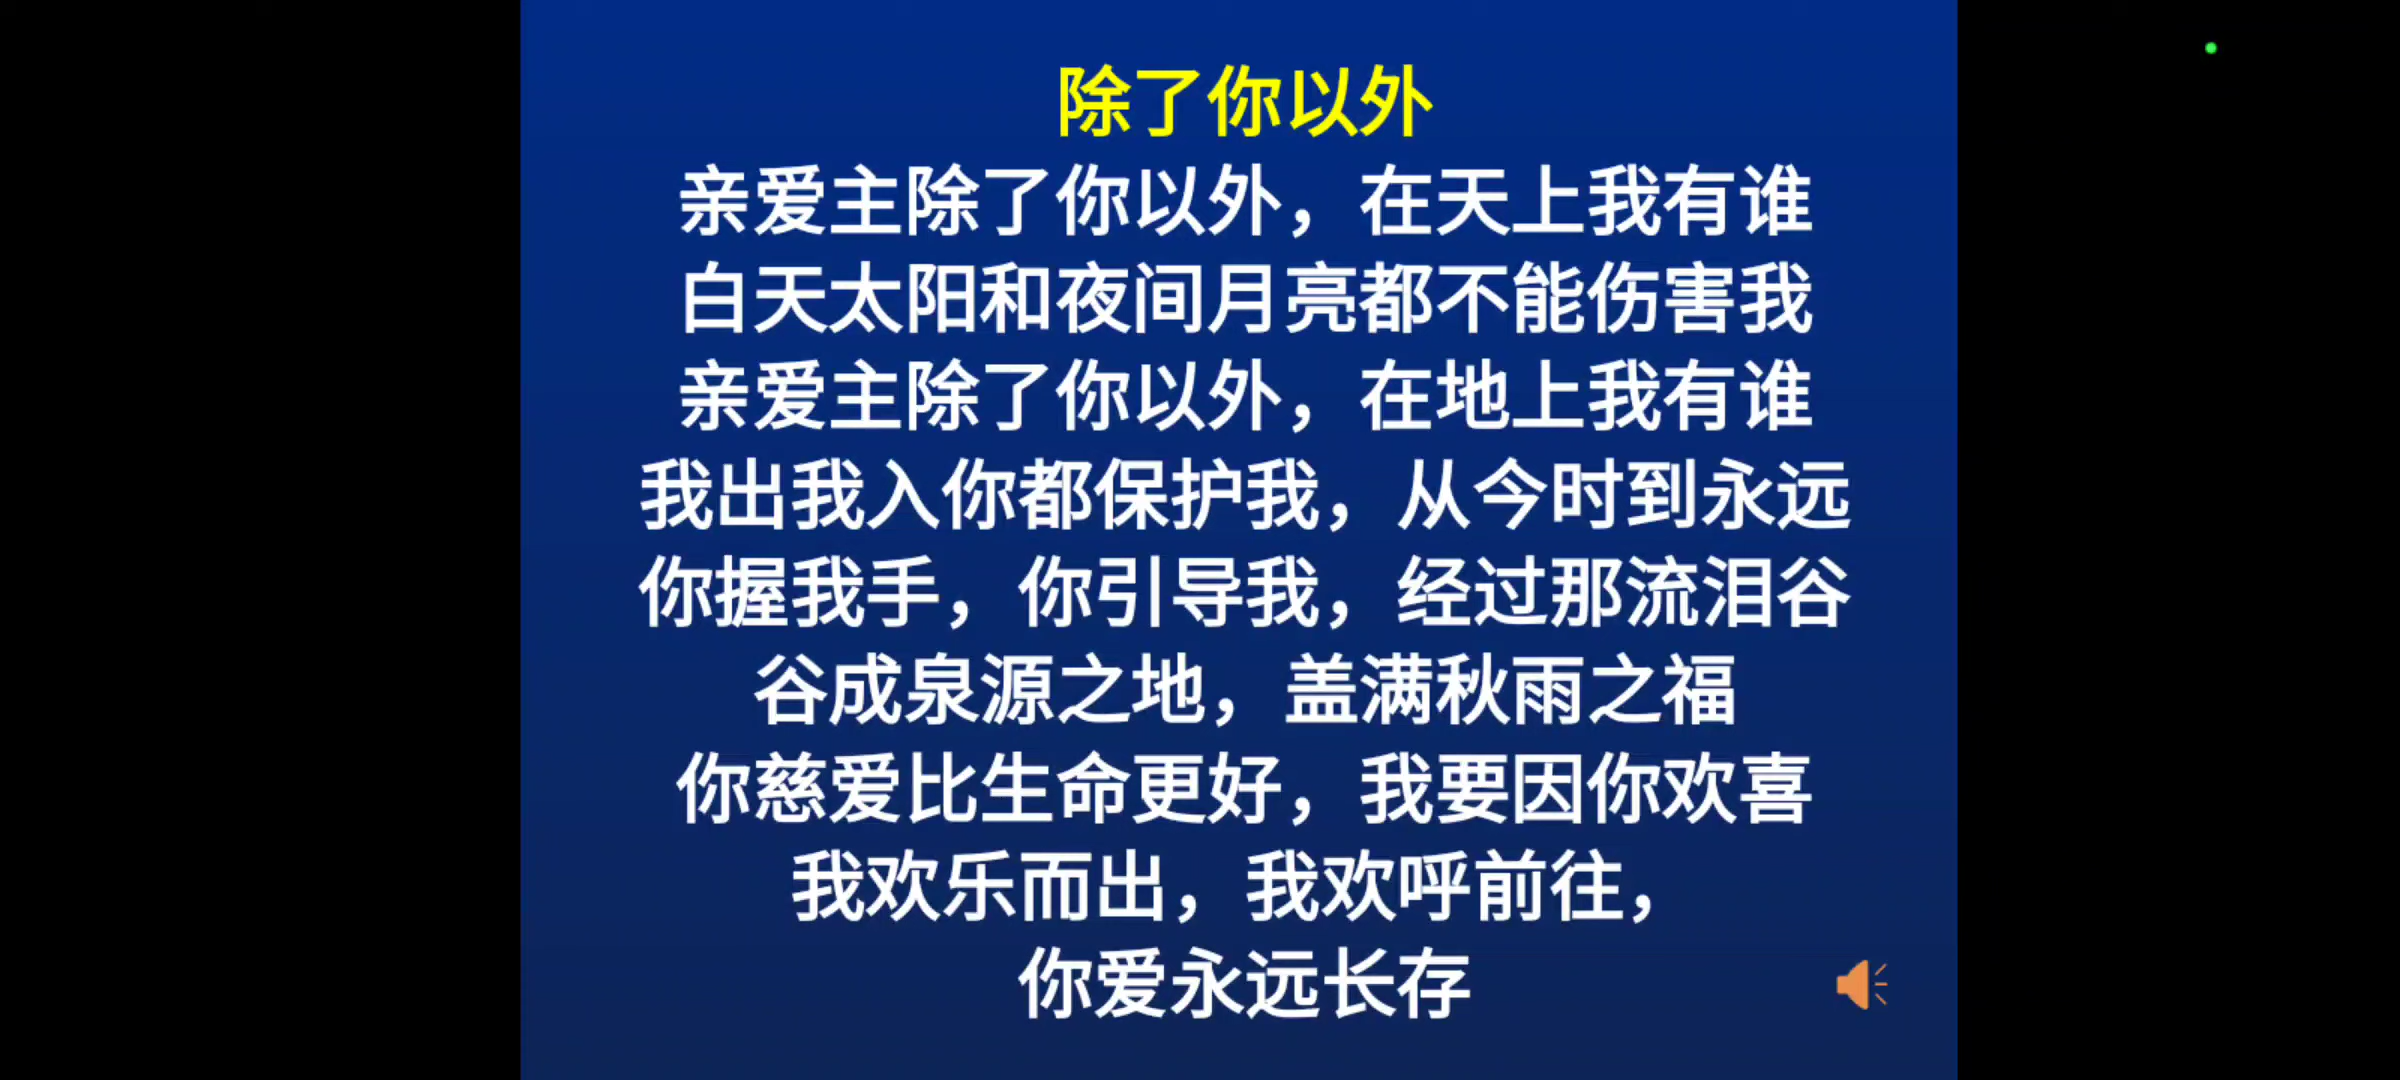 除了你以外
亲爱主除了你以外，在天上我有谁
白天太阳和夜间月亮都不能伤害我
亲爱主除了你以外，在地上我有谁
我出我入你都保护我，从今时到永远
你握我手，你引导我，经过那流泪谷
谷成泉源之地，盖满秋雨之福
你慈爱比生命更好，我要因你欢喜
我欢乐而出，我欢呼前往，
你爱永远长存